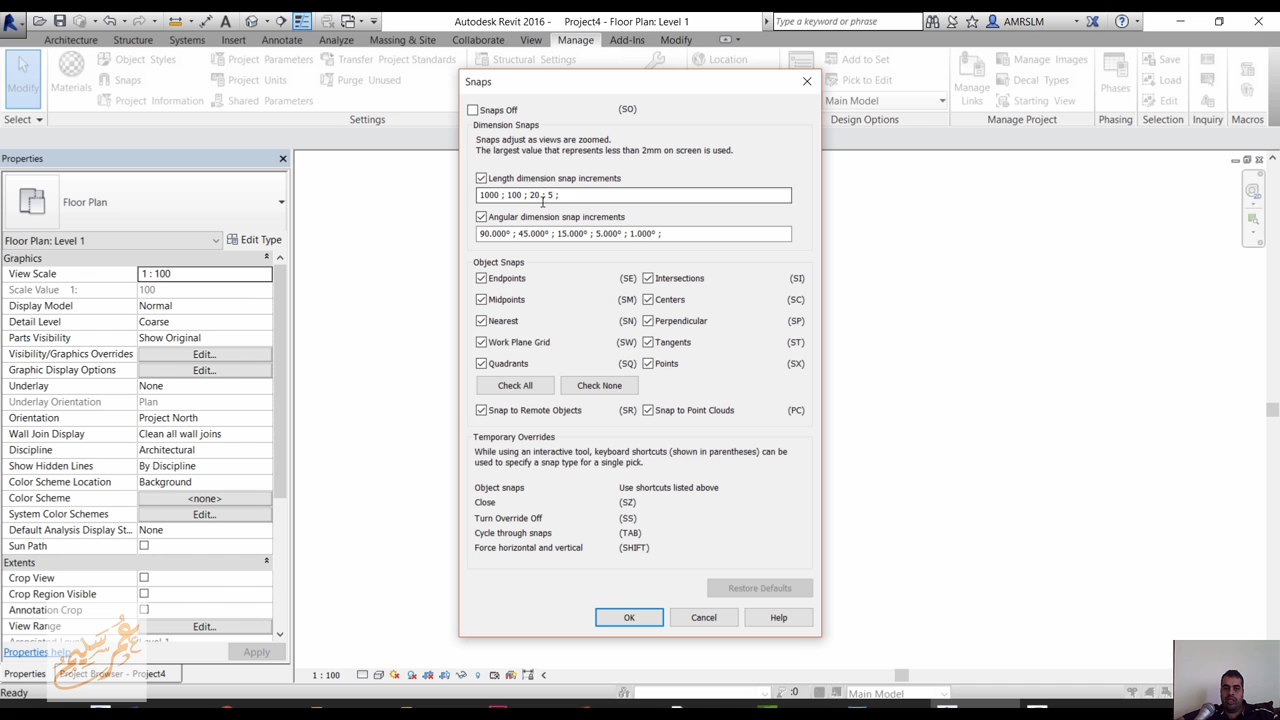 Autodesk Revit 2016 - Project4 - Floor Plan: Level 1
Type a keyword or phrase
AMRSLM
Architecture Structure Systems Insert Annotate Analyze Massing & Site Collaborate View Manage Add-Ins Modify
Modify
Select
Materials
Object Styles
Snaps
Project Information
Project Parameters
Project Units
Shared Parameters
Transfer Project Standards
Purge Unused
Structural Settings
Settings
Location
Add to Set
Pick to Edit
Main Model
Design Options
Manage Links
Manage Images
Decal Types
Starting View
Manage Project
Phases
Phasing
Save
Load
Edit
Selection
Inquiry
Macros
Properties
Floor Plan
Floor Plan: Level 1
Edit Type
Graphics
View Scale 1 : 100
Scale Value 1: 100
Display Model Normal
Detail Level Coarse
Parts Visibility Show Original
Visibility/Graphics Overrides Edit...
Graphic Display Options Edit...
Underlay None
Underlay Orientation Plan
Orientation Project North
Wall Join Display Clean all wall joins
Discipline Architectural
Show Hidden Lines By Discipline
Color Scheme Location Background
Color Scheme <none>
System Color Schemes Edit...
Default Analysis Display St... None
Sun Path
Extents
Crop View
Crop Region Visible
Annotation Crop
View Range Edit...
Properties help
Apply
Properties
Project Browser - Project4
Ready
Snaps
Snaps Off (SO)
Dimension Snaps
Snaps adjust as views are zoomed.
The largest value that represents less than 2mm on screen is used.
Length dimension snap increments
1000 ; 100 ; 20 ; 5 ;
Angular dimension snap increments
90.000° ; 45.000° ; 15.000° ; 5.000° ; 1.000° ;
Object Snaps
Endpoints (SE) Intersections (SI)
Midpoints (SM) Centers (SC)
Nearest (SN) Perpendicular (SP)
Work Plane Grid (SW) Tangents (ST)
Quadrants (SQ) Points (SX)
Check All Check None
Snap to Remote Objects (SR) Snap to Point Clouds (PC)
Temporary Overrides
While using an interactive tool, keyboard shortcuts (shown in parentheses) can be
used to specify a snap type for a single pick.
Object snaps Use shortcuts listed above
Close (SZ)
Turn Override Off (SS)
Cycle through snaps (TAB)
Force horizontal and vertical (SHIFT)
Restore Defaults
OK Cancel Help
1 : 100
:0
Main Model